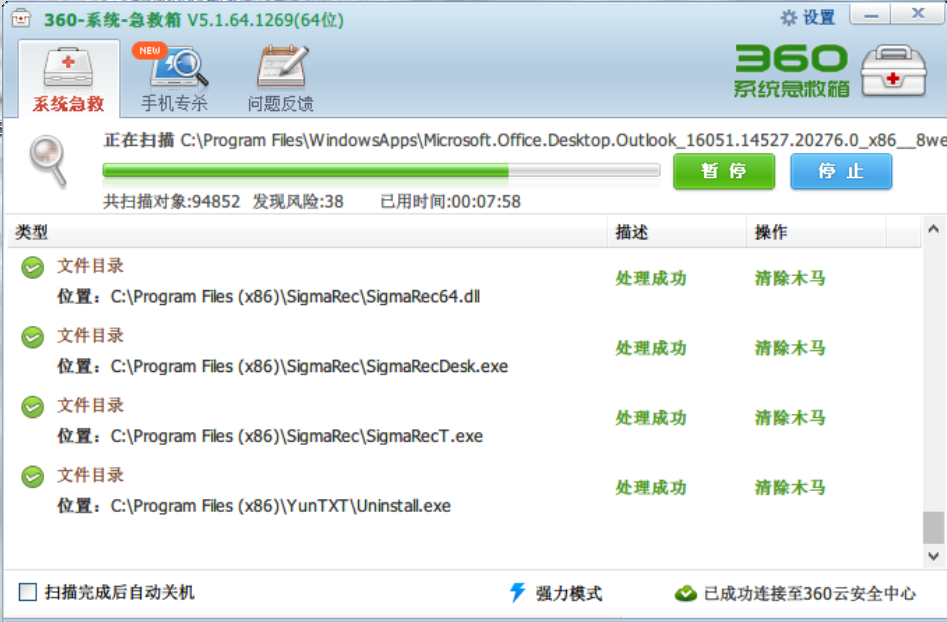 360-系统-急救箱 V5.1.64.1269(64位)
设置
系统急救
NEW
手机专杀
问题反馈
360
系统急救箱
正在扫描 C:\Program Files\WindowsApps\Microsoft.Office.Desktop.Outlook_16051.14527.20276.0_x86__8we
暂停
停止
共扫描对象:94852 发现风险:38 已用时间:00:07:58
类型 描述 操作
文件目录
位置: C:\Program Files (x86)\SigmaRec\SigmaRec64.dll
处理成功 清除木马
文件目录
位置: C:\Program Files (x86)\SigmaRec\SigmaRecDesk.exe
处理成功 清除木马
文件目录
位置: C:\Program Files (x86)\SigmaRec\SigmaRecT.exe
处理成功 清除木马
文件目录
位置: C:\Program Files (x86)\YunTXT\Uninstall.exe
处理成功 清除木马
扫描完成后自动关机 强力模式 已成功连接至360云安全中心